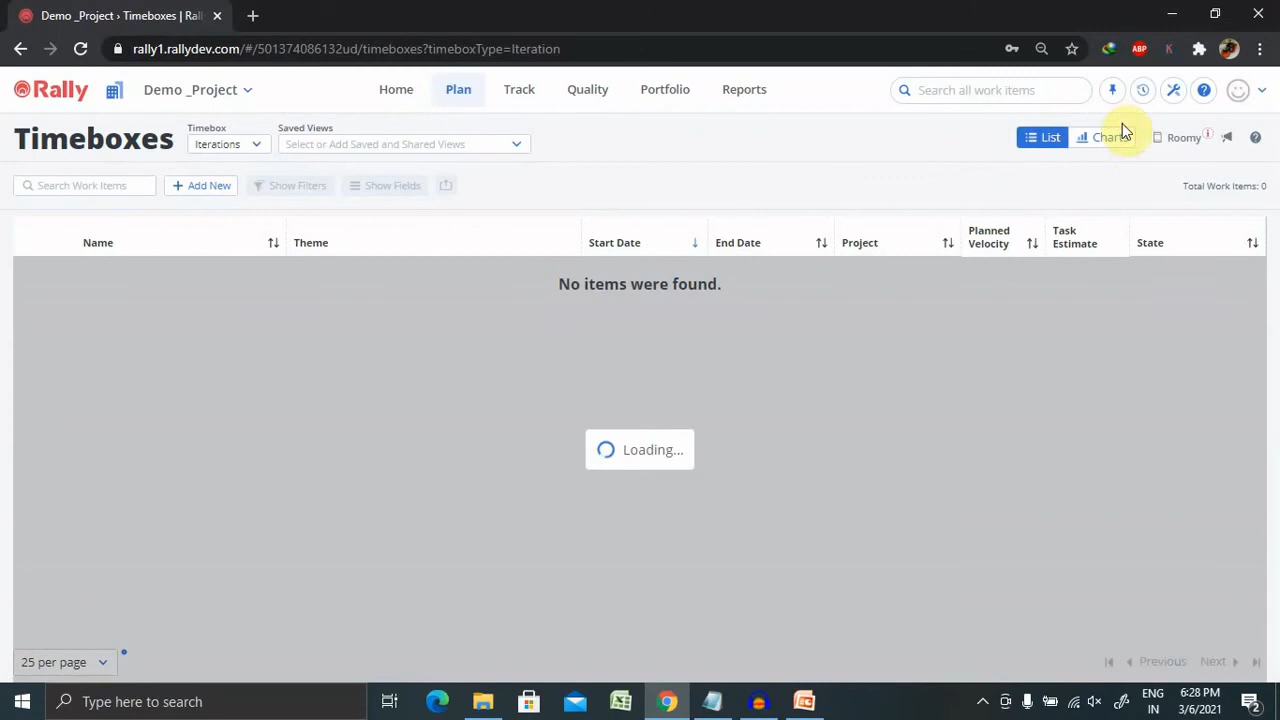 Demo _Project › Timeboxes | Rall
rally1.rallydev.com/#/501374086132ud/timeboxes?timeboxType=Iteration
ABP
K
Rally
Demo _Project
Home
Plan
Track
Quality
Portfolio
Reports
Search all work items
Timeboxes
Timebox
Iterations
Saved Views
Select or Add Saved and Shared Views
List
Charts
Roomy
Search Work Items
+ Add New
Show Filters
Show Fields
Total Work Items: 0
Name
Theme
Start Date
End Date
Project
Planned
Velocity
Task
Estimate
State
No items were found.
Loading...
25 per page
Previous
Next
Type here to search
ENG
IN
6:28 PM
3/6/2021
2